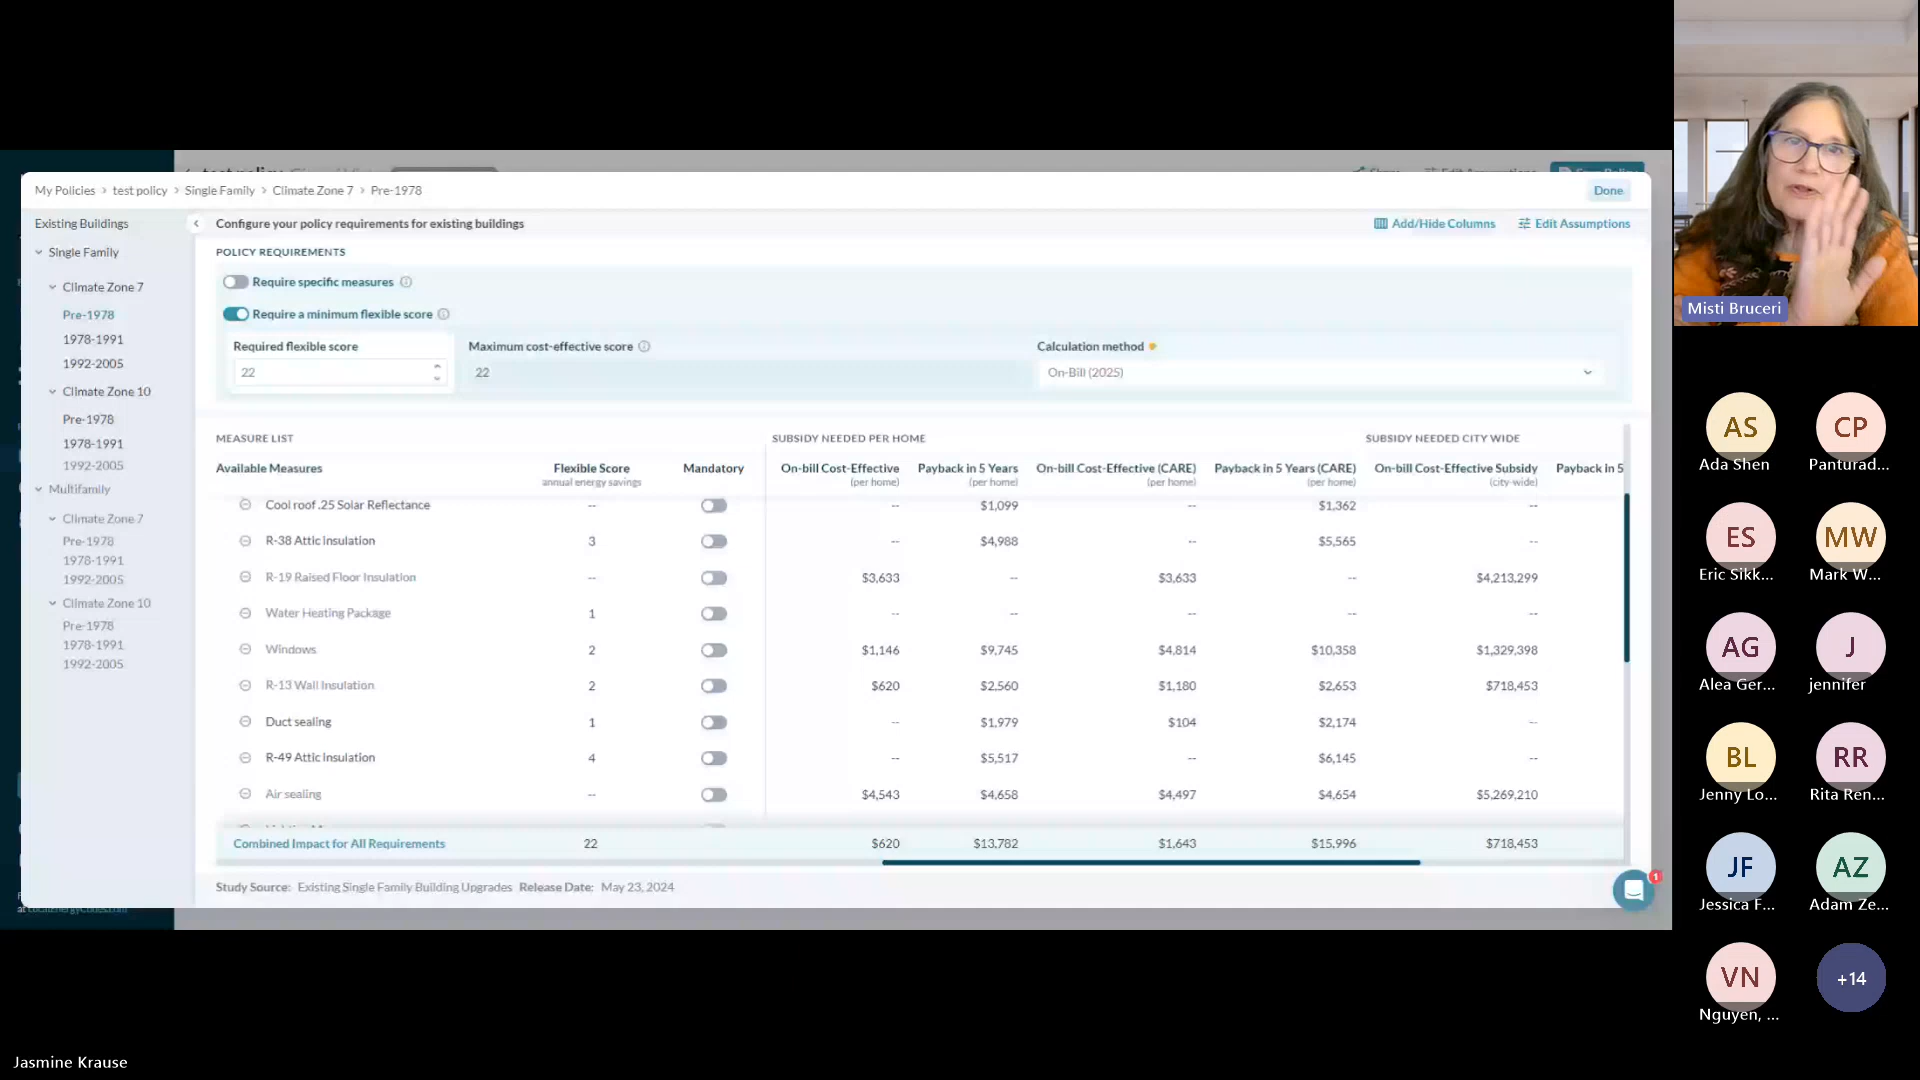 My Policies > test policy > Single Family > Climate Zone 7 > Pre-1978
Done
Existing Buildings
Single Family
Climate Zone 7
Pre-1978
1978-1991
1992-2005
Climate Zone 10
Pre-1978
1978-1991
1992-2005
Multifamily
Climate Zone 7
Pre-1978
1978-1991
1992-2005
Climate Zone 10
Pre-1978
1978-1991
1992-2005
Configure your policy requirements for existing buildings
Add/Hide Columns
Edit Assumptions
POLICY REQUIREMENTS
Require specific measures
Require a minimum flexible score
Required flexible score
22
Maximum cost-effective score
22
Calculation method
On-Bill (2025)
MEASURE LIST SUBSIDY NEEDED PER HOME SUBSIDY NEEDED CITY WIDE
Available Measures Flexible Score Mandatory On-bill Cost-Effective Payback in 5 Years On-bill Cost-Effective (CARE) Payback in 5 Years (CARE) On-bill Cost-Effective Subsidy Payback in 5
annual energy savings (per home) (per home) (per home) (per home) (city-wide)
Cool roof .25 Solar Reflectance -- -- $1,099 -- $1,362 --
R-38 Attic Insulation 3 -- $4,988 -- $5,565 --
R-19 Raised Floor Insulation -- $3,633 -- $3,633 -- $4,213,299
Water Heating Package 1 -- -- -- -- --
Windows 2 $1,146 $9,745 $4,814 $10,358 $1,329,398
R-13 Wall Insulation 2 $620 $2,560 $1,180 $2,653 $718,453
Duct sealing 1 -- $1,979 $104 $2,174 --
R-49 Attic Insulation 4 -- $5,517 -- $6,145 --
Air sealing -- $4,543 $4,658 $4,497 $4,654 $5,269,210
Combined Impact for All Requirements 22 $620 $13,782 $1,643 $15,996 $718,453
Study Source: Existing Single Family Building Upgrades Release Date: May 23, 2024
1
Misti Bruceri
AS
Ada Shen
CP
Panturad...
ES
Eric Sikk...
MW
Mark W...
AG
Alea Ger...
J
jennifer
BL
Jenny Lo...
RR
Rita Ren...
JF
Jessica F...
AZ
Adam Ze...
VN
Nguyen, ...
+14
Jasmine Krause